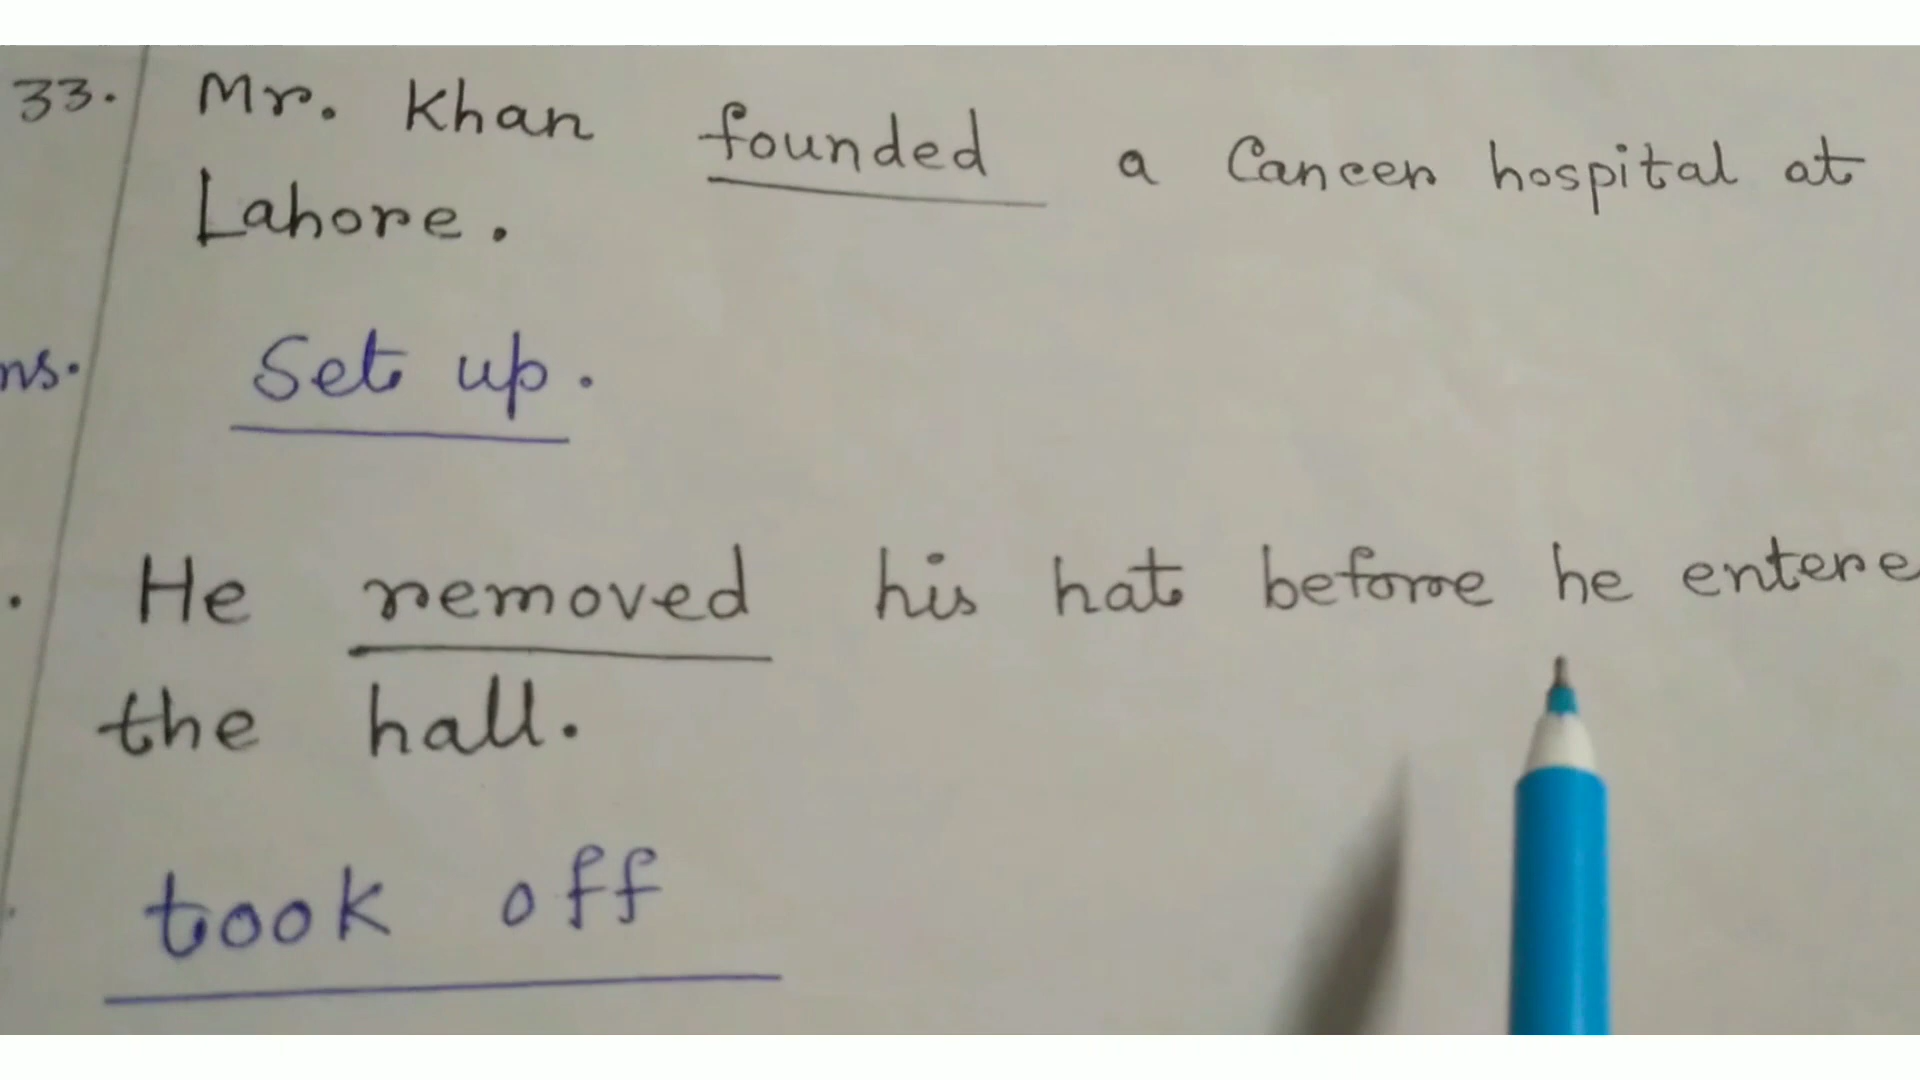 33. Mr. Khan founded a Cancer hospital at
Lahore.
ns. Set up.
. He removed his hat before he entere
the hall.
took off